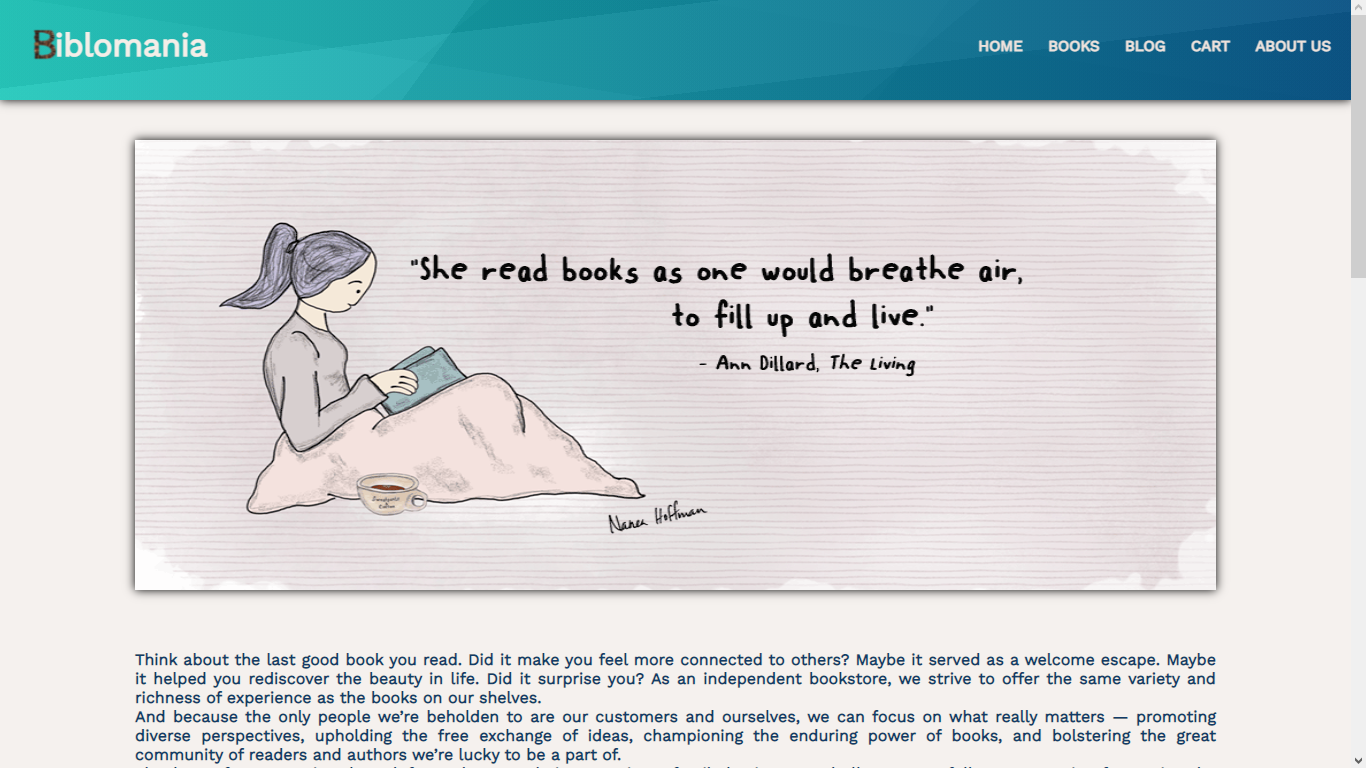 Biblomania
HOME BOOKS BLOG CART ABOUT US
"She read books as one would breathe air,
to fill up and live."
- Ann Dillard, The Living
Hoffman
Think about the last good book you read. Did it make you feel more connected to others? Maybe it served as a welcome escape. Maybe
it helped you rediscover the beauty in life. Did it surprise you? As an independent bookstore, we strive to offer the same variety and
richness of experience as the books on our shelves.
And because the only people we’re beholden to are our customers and ourselves, we can focus on what really matters — promoting
diverse perspectives, upholding the free exchange of ideas, championing the enduring power of books, and bolstering the great
community of readers and authors we’re lucky to be a part of.